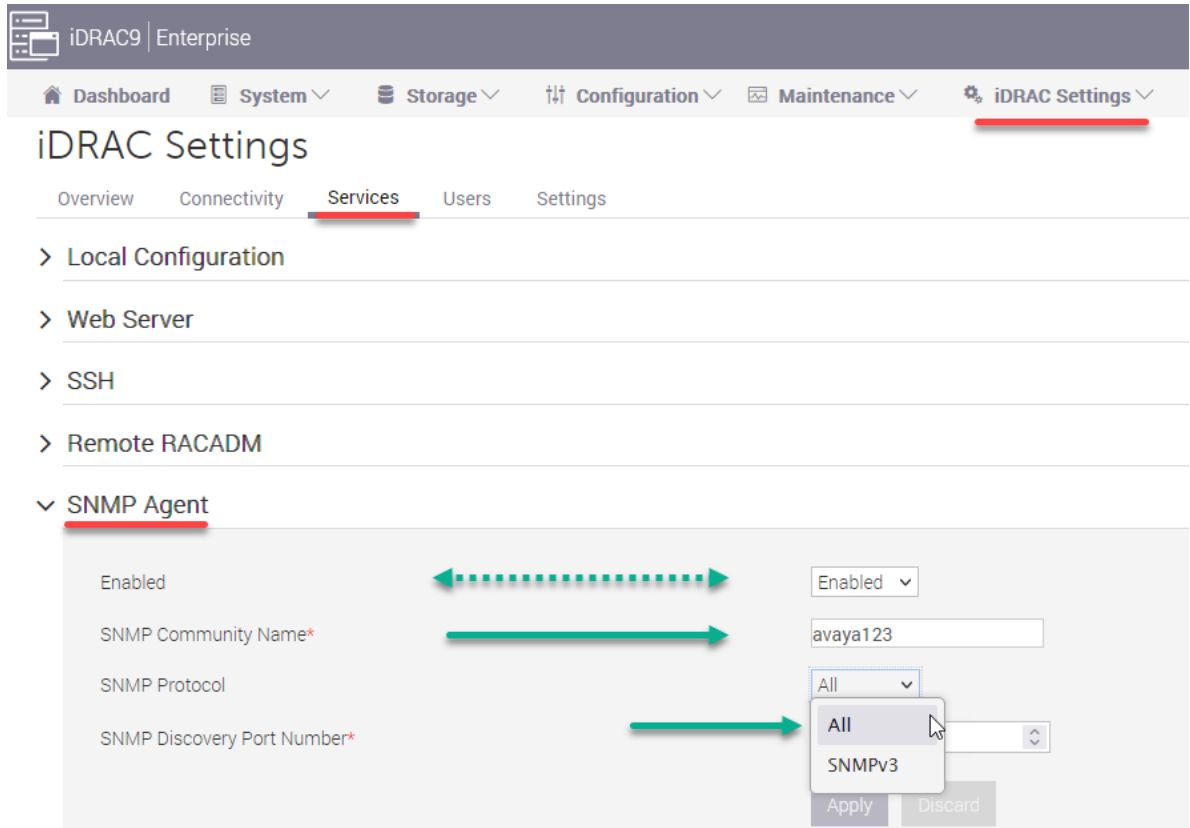 iDRAC9 | Enterprise
Dashboard System Storage Configuration Maintenance iDRAC Settings
iDRAC Settings
Overview Connectivity Services Users Settings
Local Configuration
Web Server
SSH
Remote RACADM
SNMP Agent
Enabled Enabled
SNMP Community Name* avaya123
SNMP Protocol All
All
SNMP Discovery Port Number*
SNMPv3
Apply Discard